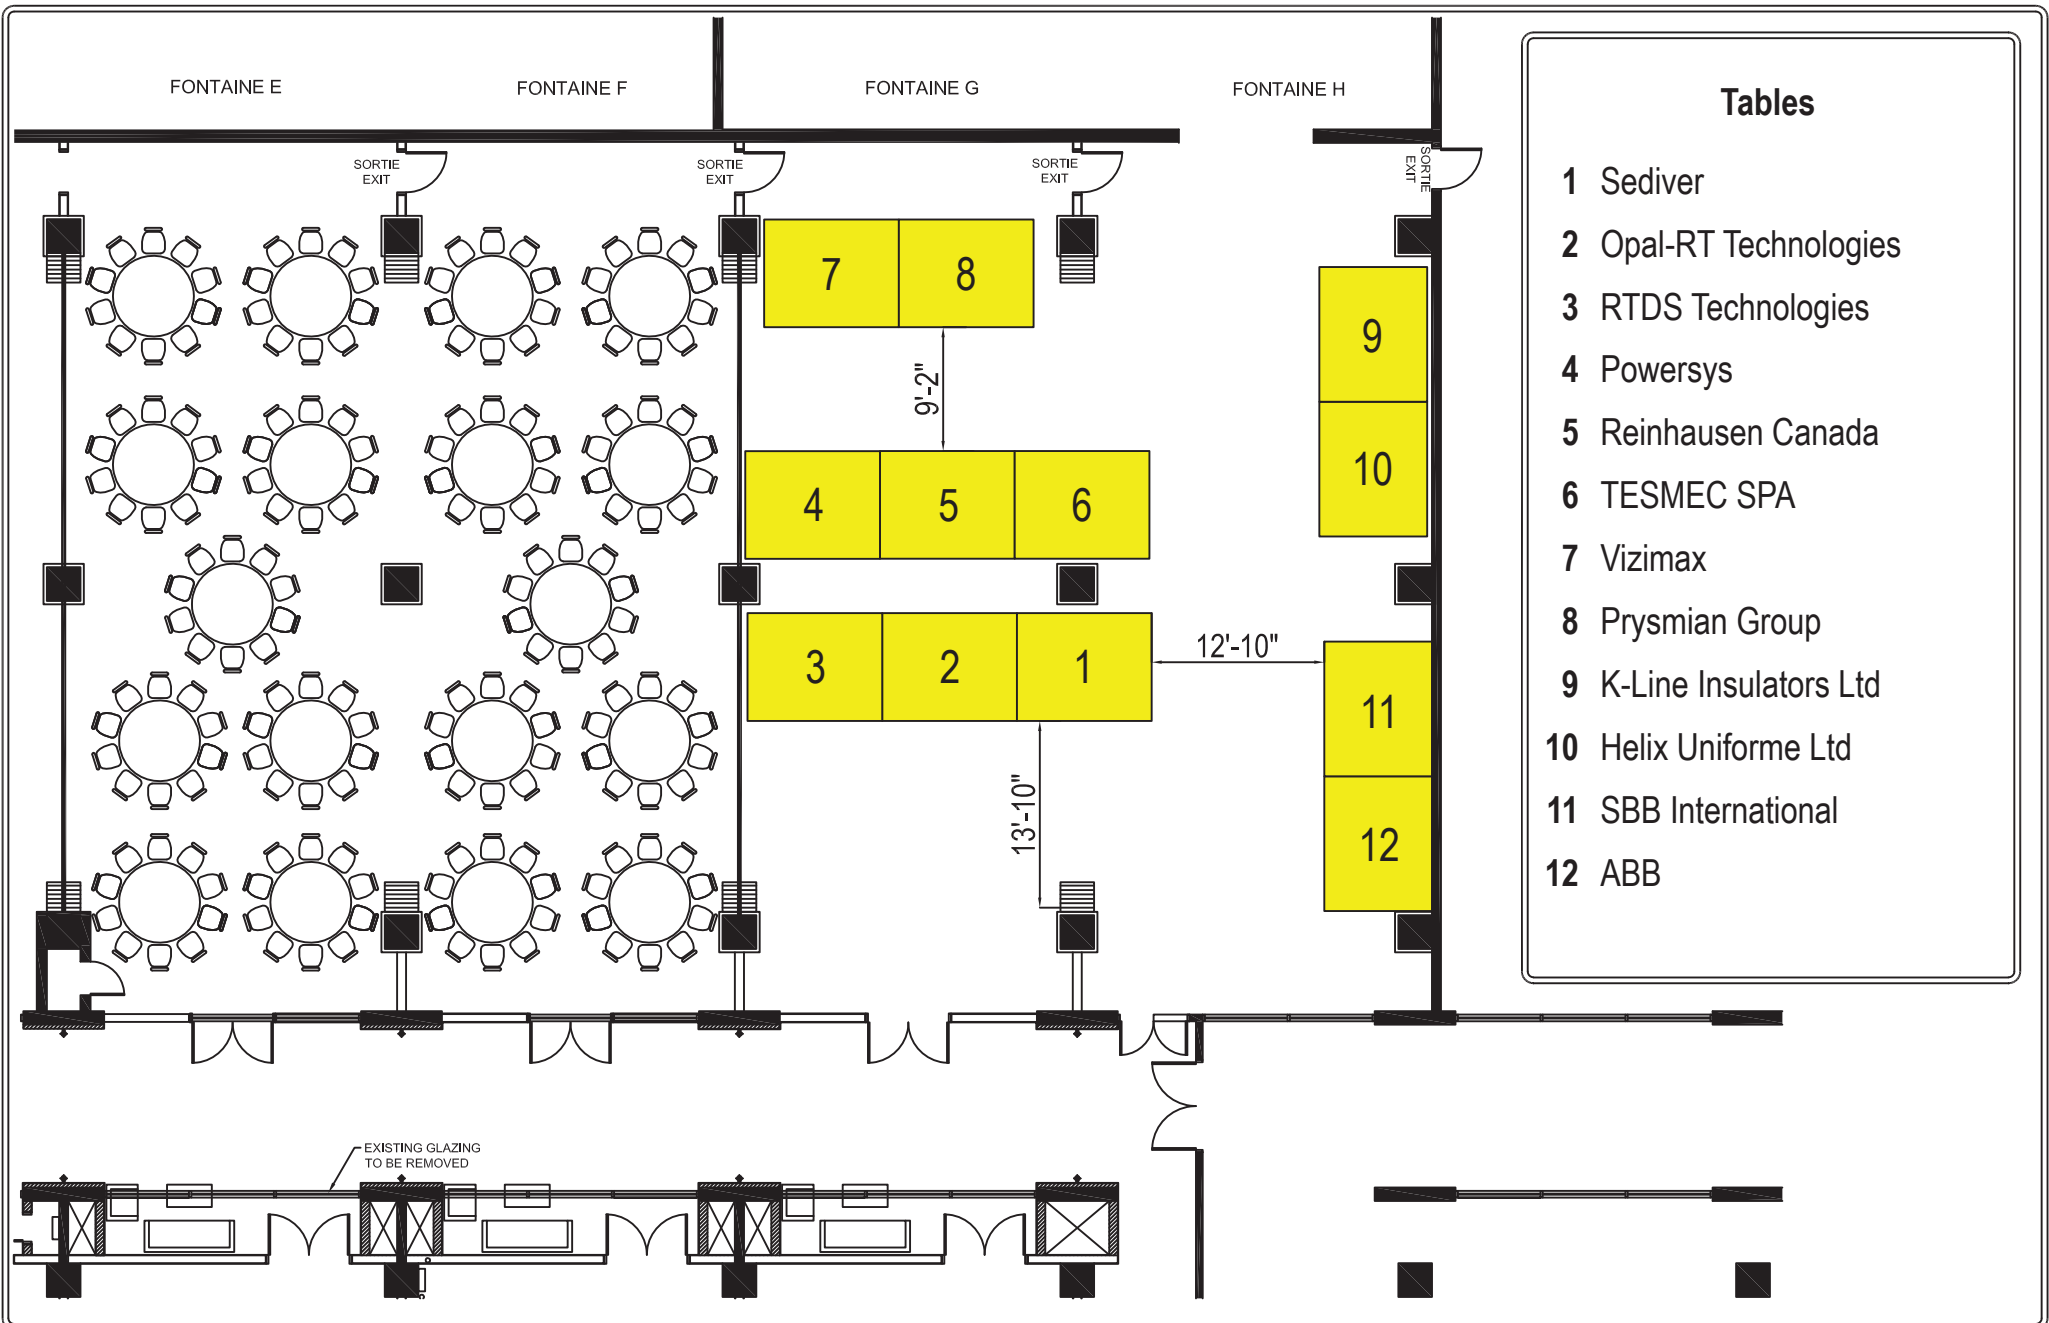 FONTAINE E
FONTAINE F
FONTAINE G
FONTAINE H
SORTIE
EXIT
SORTIE
EXIT
SORTIE
EXIT
SORTIE
EXIT
7
8
9
9'-2"
10
4
5
6
3
2
1
12'-10"
11
13'-10"
12
EXISTING GLAZING
TO BE REMOVED
Tables
1 Sediver
2 Opal-RT Technologies
3 RTDS Technologies
4 Powersys
5 Reinhausen Canada
6 TESMEC SPA
7 Vizimax
8 Prysmian Group
9 K-Line Insulators Ltd
10 Helix Uniforme Ltd
11 SBB International
12 ABB